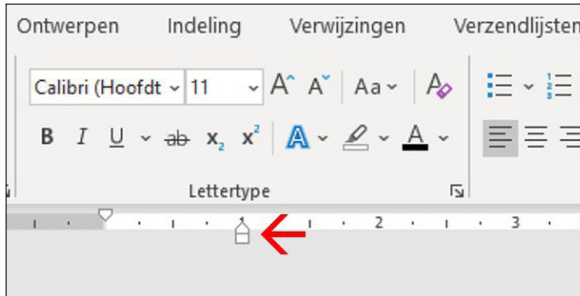 Ontwerpen Indeling Verwijzingen Verzendlijsten
Calibri (Hoofdt 11 A A Aa A
B I U ab x2 x2 A A
Lettertype
1 2 3